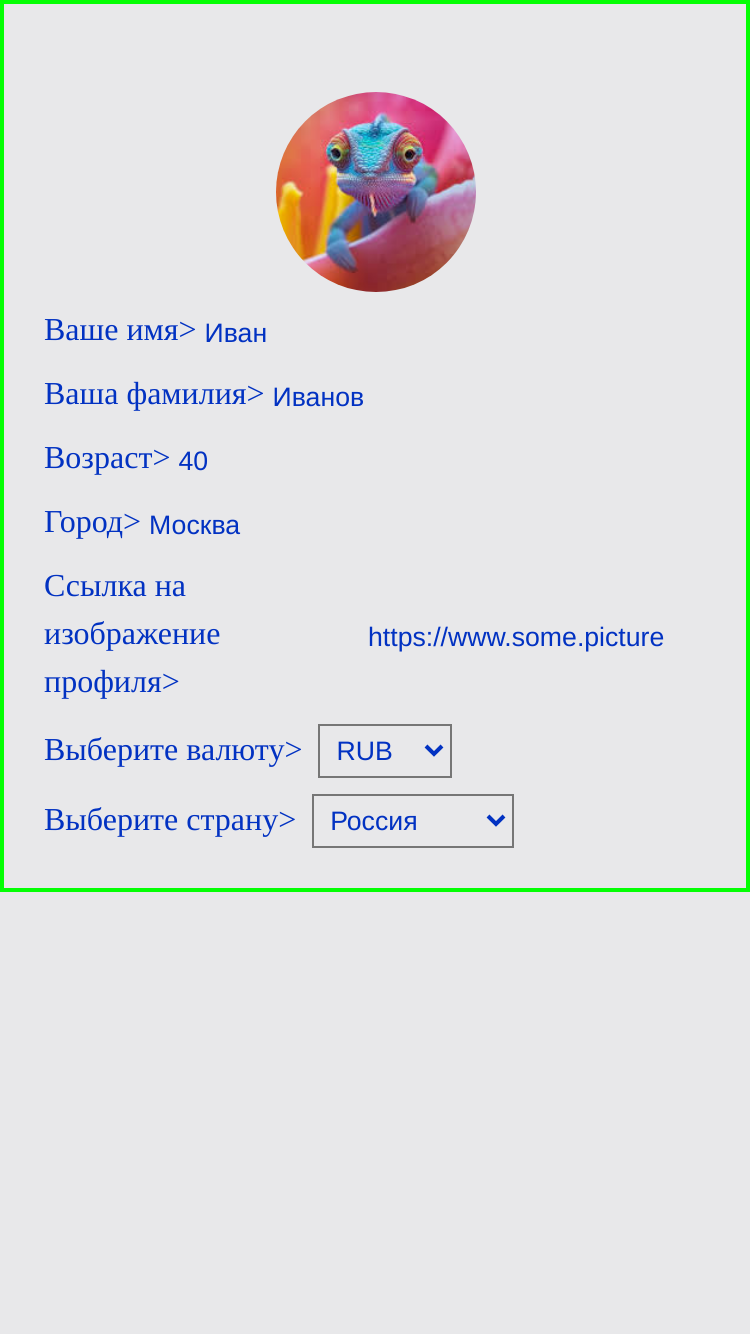 Ваше имя> Иван
Ваша фамилия> Иванов
Возраст> 40
Город> Москва
Ссылка на
изображение
профиля>
https://www.some.picture
Выберите валюту> RUB
Выберите страну> Россия